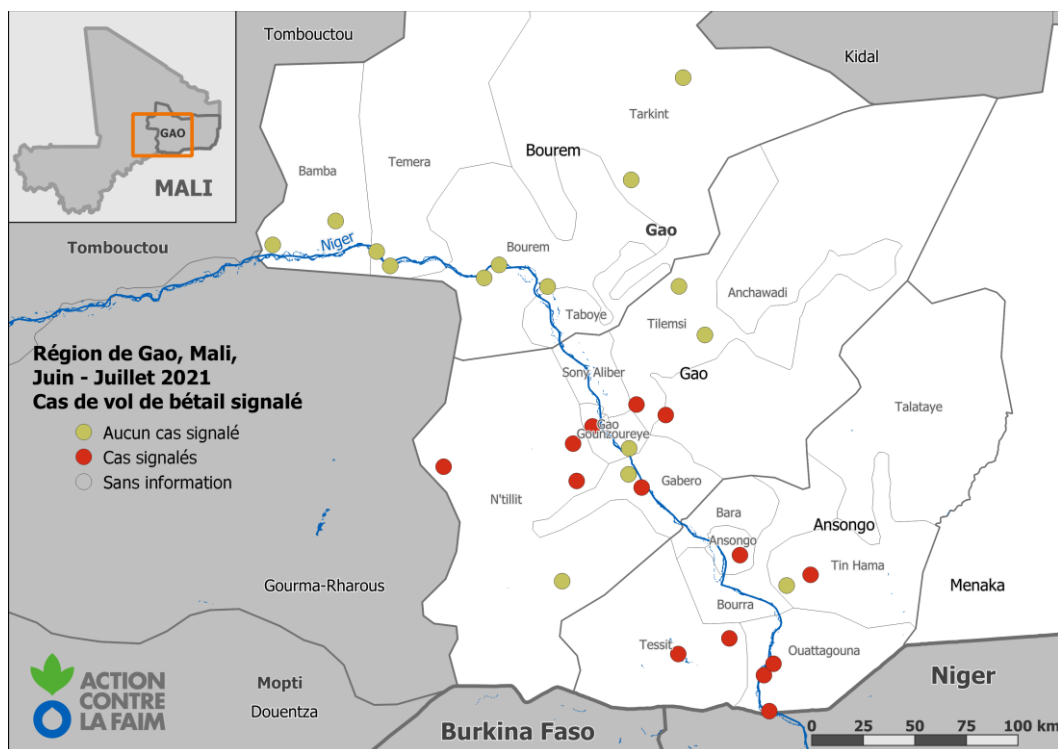 Tombouctou
Kidal
Tarkint
GAO
MALI
Bourem
Temera
Bamba
Gao
Tombouctou
Niger
Bourem
Anchawadi
Taboye
Tilemsi
Région de Gao, Mali,
Juin - Juillet 2021
Cas de vol de bétail signalé
Aucun cas signalé
Cas signalés
Sans information
Sony Aliber
Gao
Talataye
Gao
Gounzoureye
N'tillit
Gabero
Bara
Ansongo
Ansongo
Tin Hama
Gourma-Rharous
Menaka
Bourra
Tessit
Ouattagouna
ACTION
CONTRE
LA FAIM
Mopti
Douentza
Niger
Burkina Faso
0 25 50 75 100 km